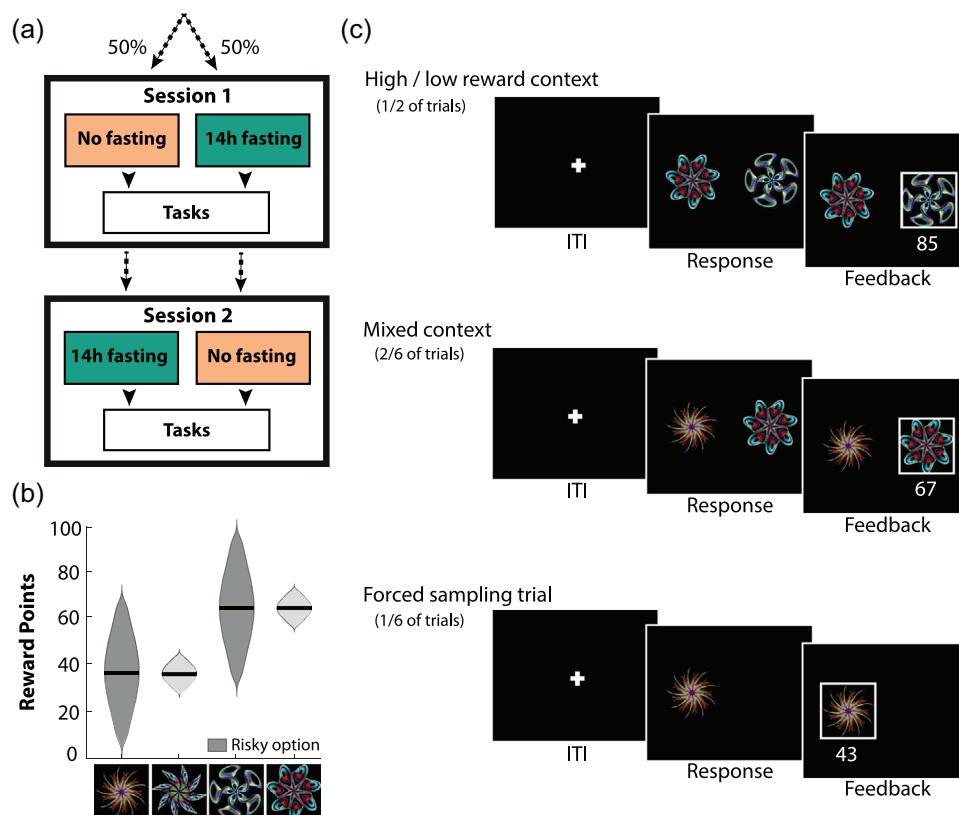 (a)
50%
50%
Session 1
No fasting
14h fasting
Tasks
Session 2
14h fasting
No fasting
Tasks
(b)
100
80
60
40
20
0
Reward Points
Risky option
(c)
High / low reward context
(1/2 of trials)
ITI
Response
85
Feedback
Mixed context
(2/6 of trials)
ITI
Response
67
Feedback
Forced sampling trial
(1/6 of trials)
ITI
Response
43
Feedback